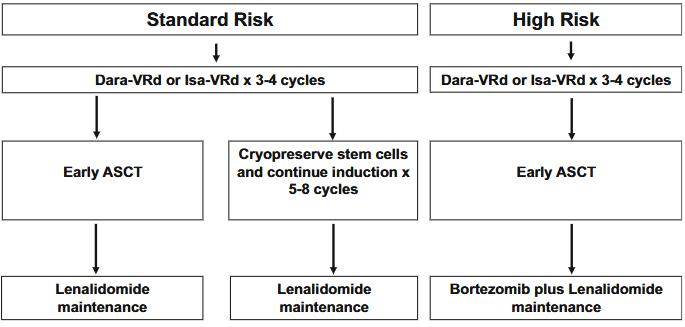 Standard Risk
High Risk
Dara-VRd or Isa-VRd x 3-4 cycles
Dara-VRd or Isa-VRd x 3-4 cycles
Early ASCT
Cryopreserve stem cells
and continue induction x
5-8 cycles
Early ASCT
Lenalidomide
maintenance
Lenalidomide
maintenance
Bortezomib plus Lenalidomide
maintenance